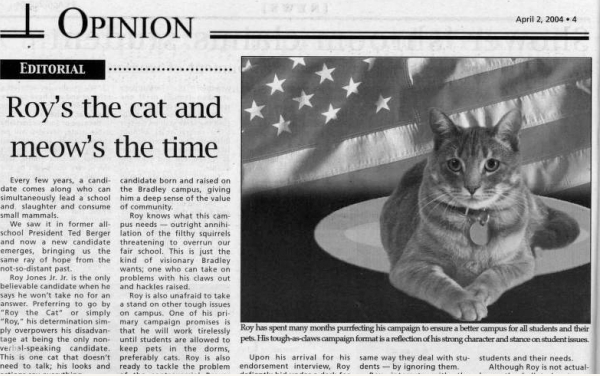 OPINION
April 2, 2004 • 4
EDITORIAL
Roy's the cat and
meow's the time
Every few years, a candi-
date comes along who can
simultaneously lead a school
and slaughter and consume
small mammals.
We saw it in former all-
school President Ted Berger
and now a new candidate
emerges, bringing us the
same ray of hope from the
not-so-distant past.
Roy Jones Jr. Jr. is the only
believable candidate when he
says he won't take no for an
answer. Preferring to go by
"Roy the Cat" or simply
"Roy," his determination sim-
ply overpowers his disadvan-
tage at being the only non-
verbal-speaking candidate.
This is one cat that doesn't
need to talk; his looks and
candidate born and raised on
the Bradley campus, giving
him a deep sense of the value
of community.
Roy knows what this cam-
pus needs — outright annihi-
lation of the filthy squirrels
threatening to overrun our
fair school. This is just the
kind of visionary Bradley
wants; one who can take on
problems with his claws out
and hackles raised.
Roy is also unafraid to take
a stand on other tough issues
on campus. One of his pri-
mary campaign promises is
that he will work tirelessly
until students are allowed to
keep pets in the dorms,
preferably cats. Roy is also
ready to tackle the problem
Roy has spent many months purrfecting his campaign to ensure a better campus for all students and their
pets. His tough-as-claws campaign format is a reflection of his strong character and stance on student issues.
Upon his arrival for his
endorsement interview, Roy
same way they deal with stu-
dents — by ignoring them.
students and their needs.
Although Roy is not actual-